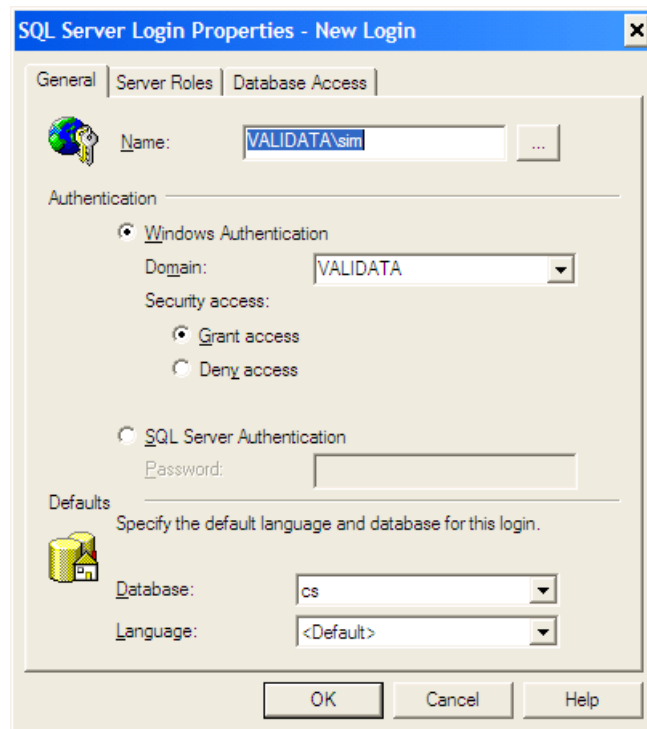 SQL Server Login Properties - New Login
General Server Roles Database Access
Name: VALIDATA\sim ...
Authentication
Windows Authentication
Domain: VALIDATA
Security access:
Grant access
Deny access
SQL Server Authentication
Password:
Defaults
Specify the default language and database for this login.
Database: cs
Language: <Default>
OK Cancel Help